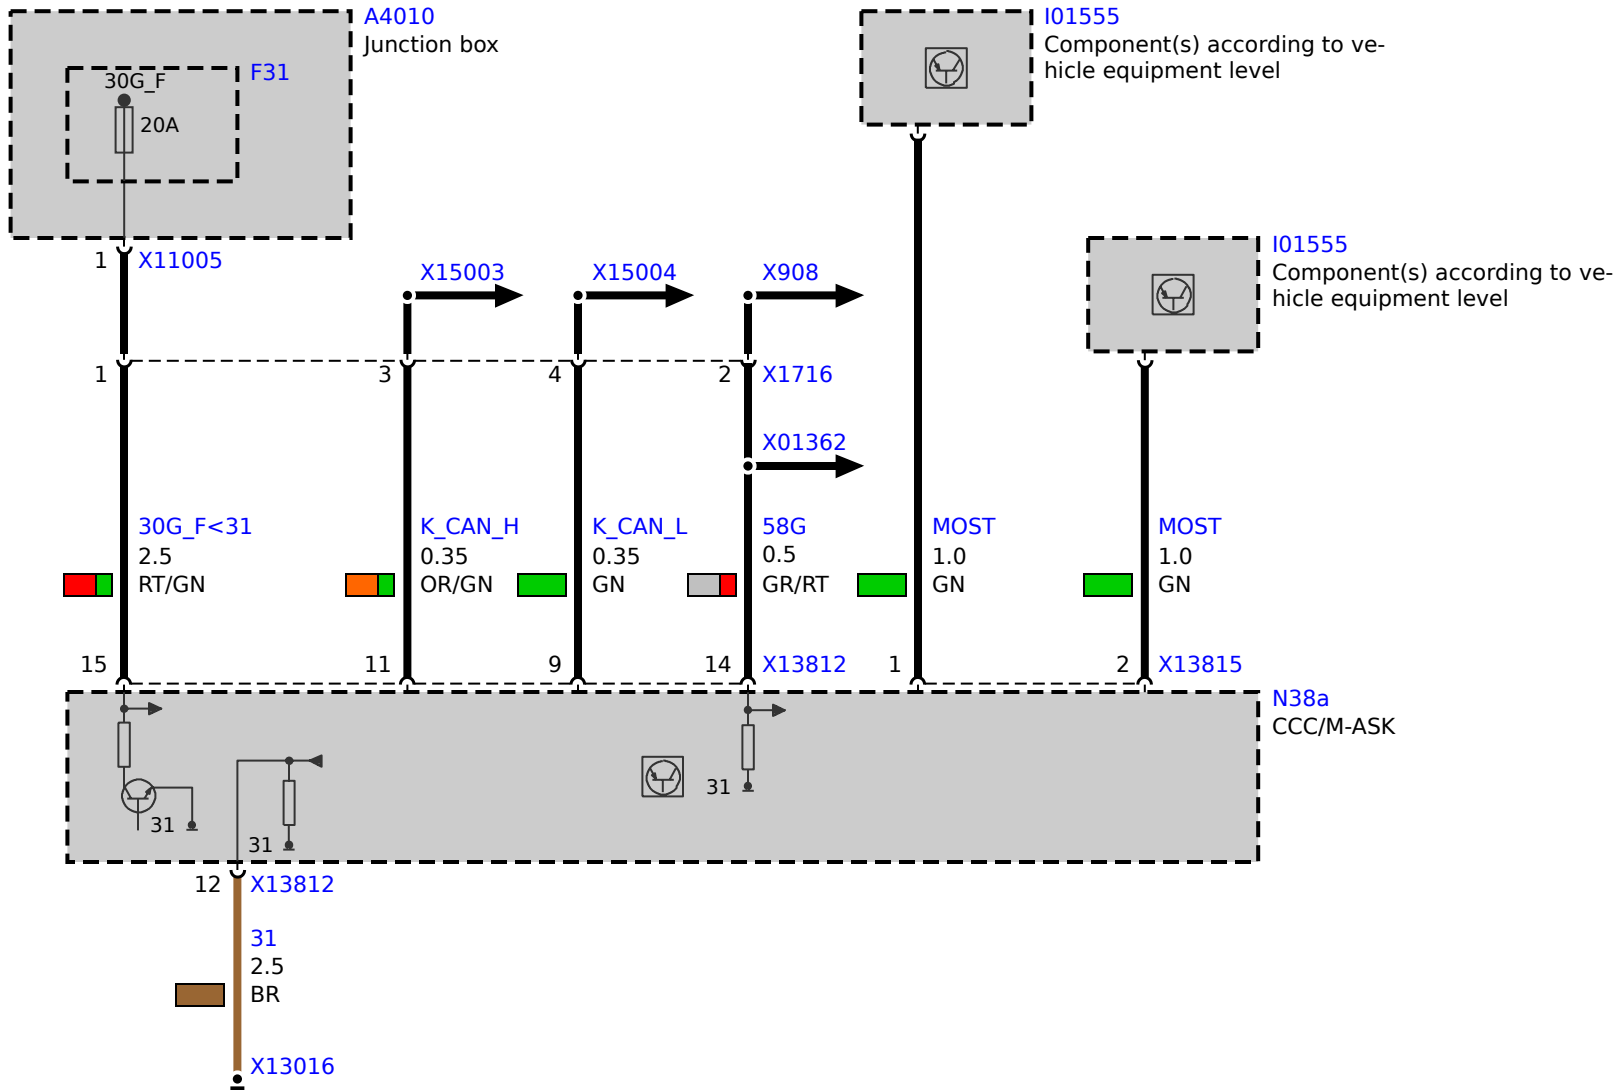 A4010
Junction box
30G_F
F31
20A
I01555
Component(s) according to ve-
hicle equipment level
I01555
Component(s) according to ve-
hicle equipment level
1 X11005
X15003
X15004
X908
1
3
4
2 X1716
X01362
30G_F<31
2.5
RT/GN
K_CAN_H
0.35
OR/GN
K_CAN_L
0.35
GN
58G
0.5
GR/RT
MOST
1.0
GN
MOST
1.0
GN
15
11
9
14 X13812
1
2 X13815
N38a
CCC/M-ASK
31
31
31
12 X13812
31
2.5
BR
X13016